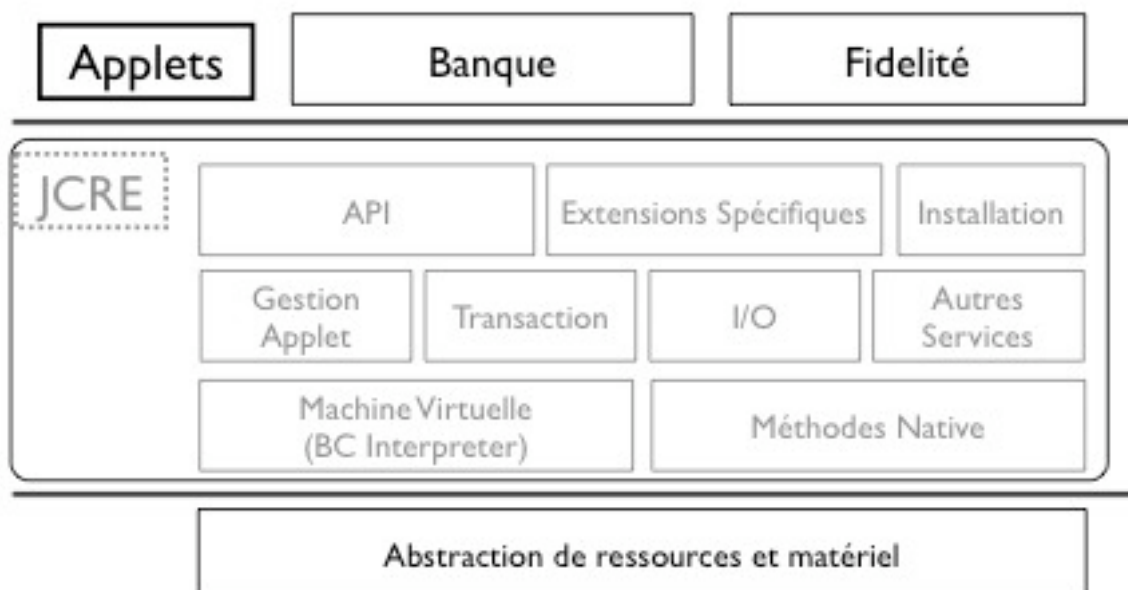 Applets
Banque
Fidelité
JCRE
API
Extensions Spécifiques
Installation
Gestion
Applet
Transaction
I/O
Autres
Services
Machine Virtuelle
(BC Interpreter)
Méthodes Native
Abstraction de ressources et matériel